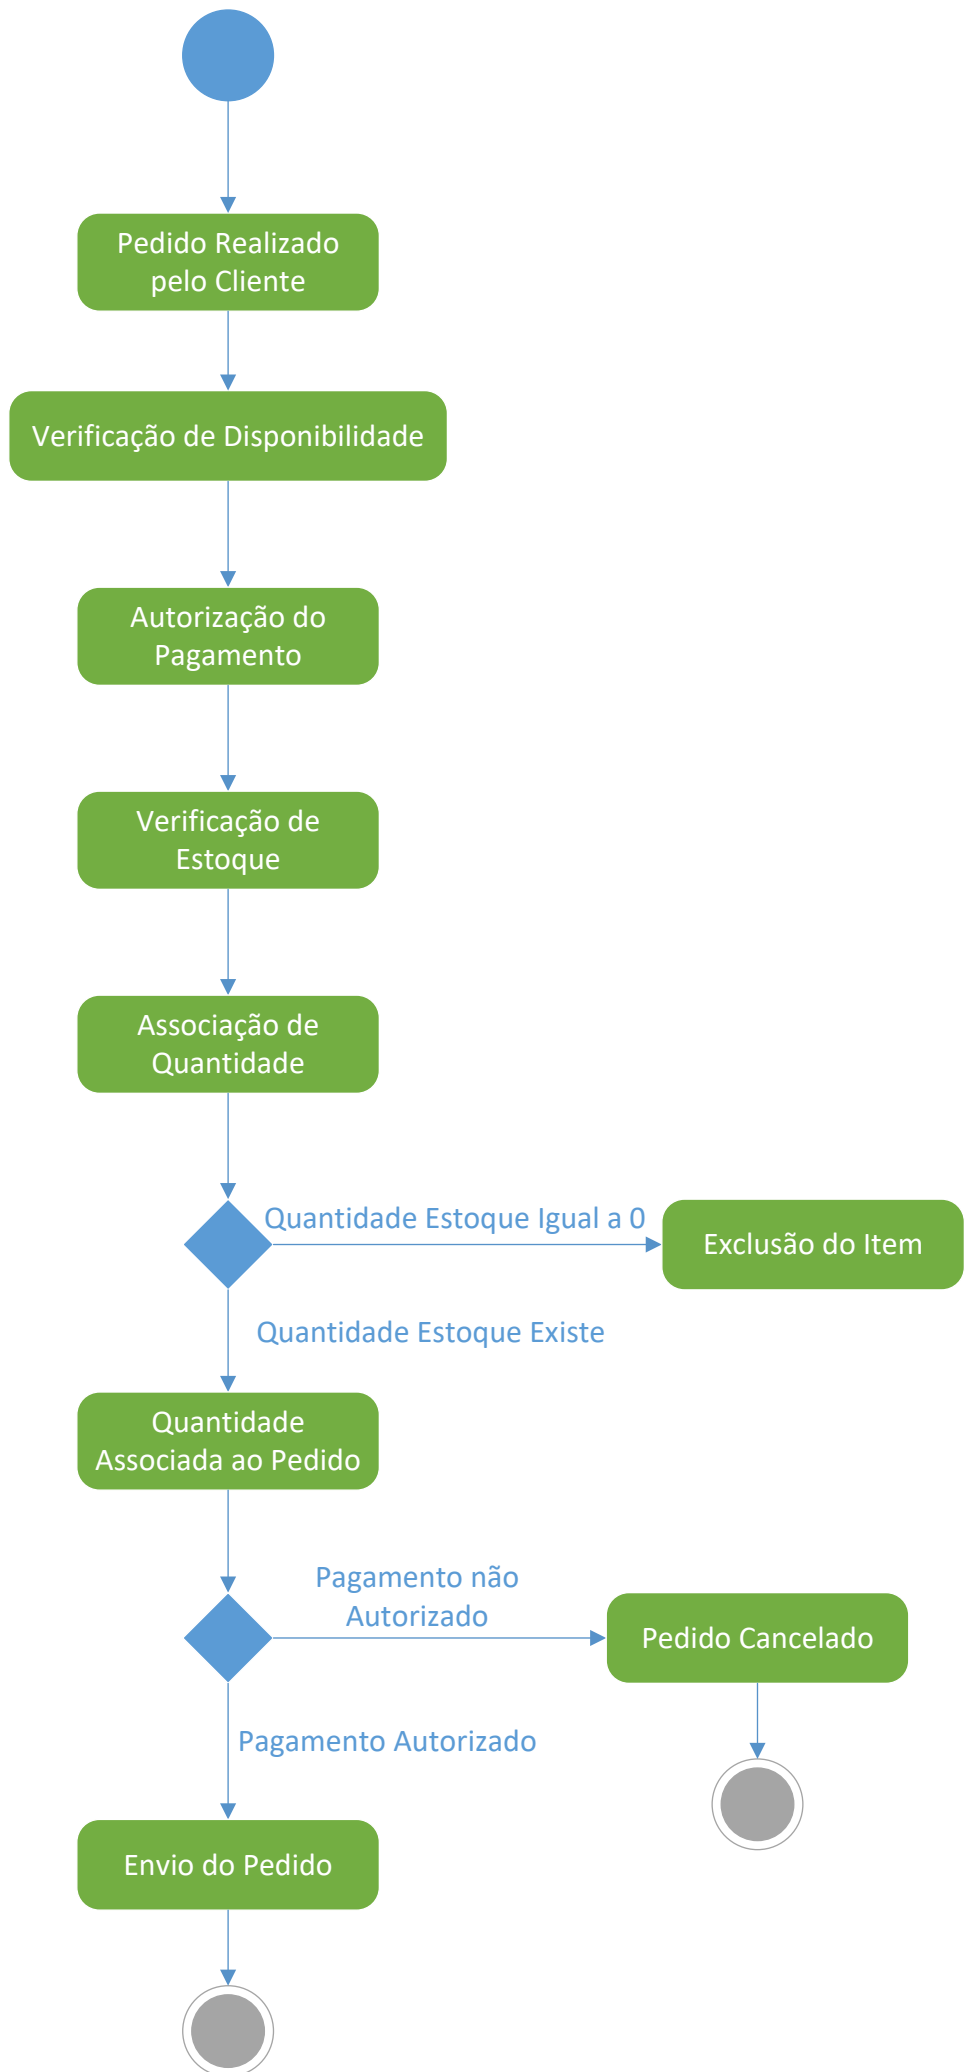 Pedido Realizado
pelo Cliente
Verificação de Disponibilidade
Autorização do
Pagamento
Verificação de
Estoque
Associação de
Quantidade
Quantidade Estoque Igual a 0
Exclusão do Item
Quantidade Estoque Existe
Quantidade
Associada ao Pedido
Pagamento não
Autorizado
Pedido Cancelado
Pagamento Autorizado
Envio do Pedido